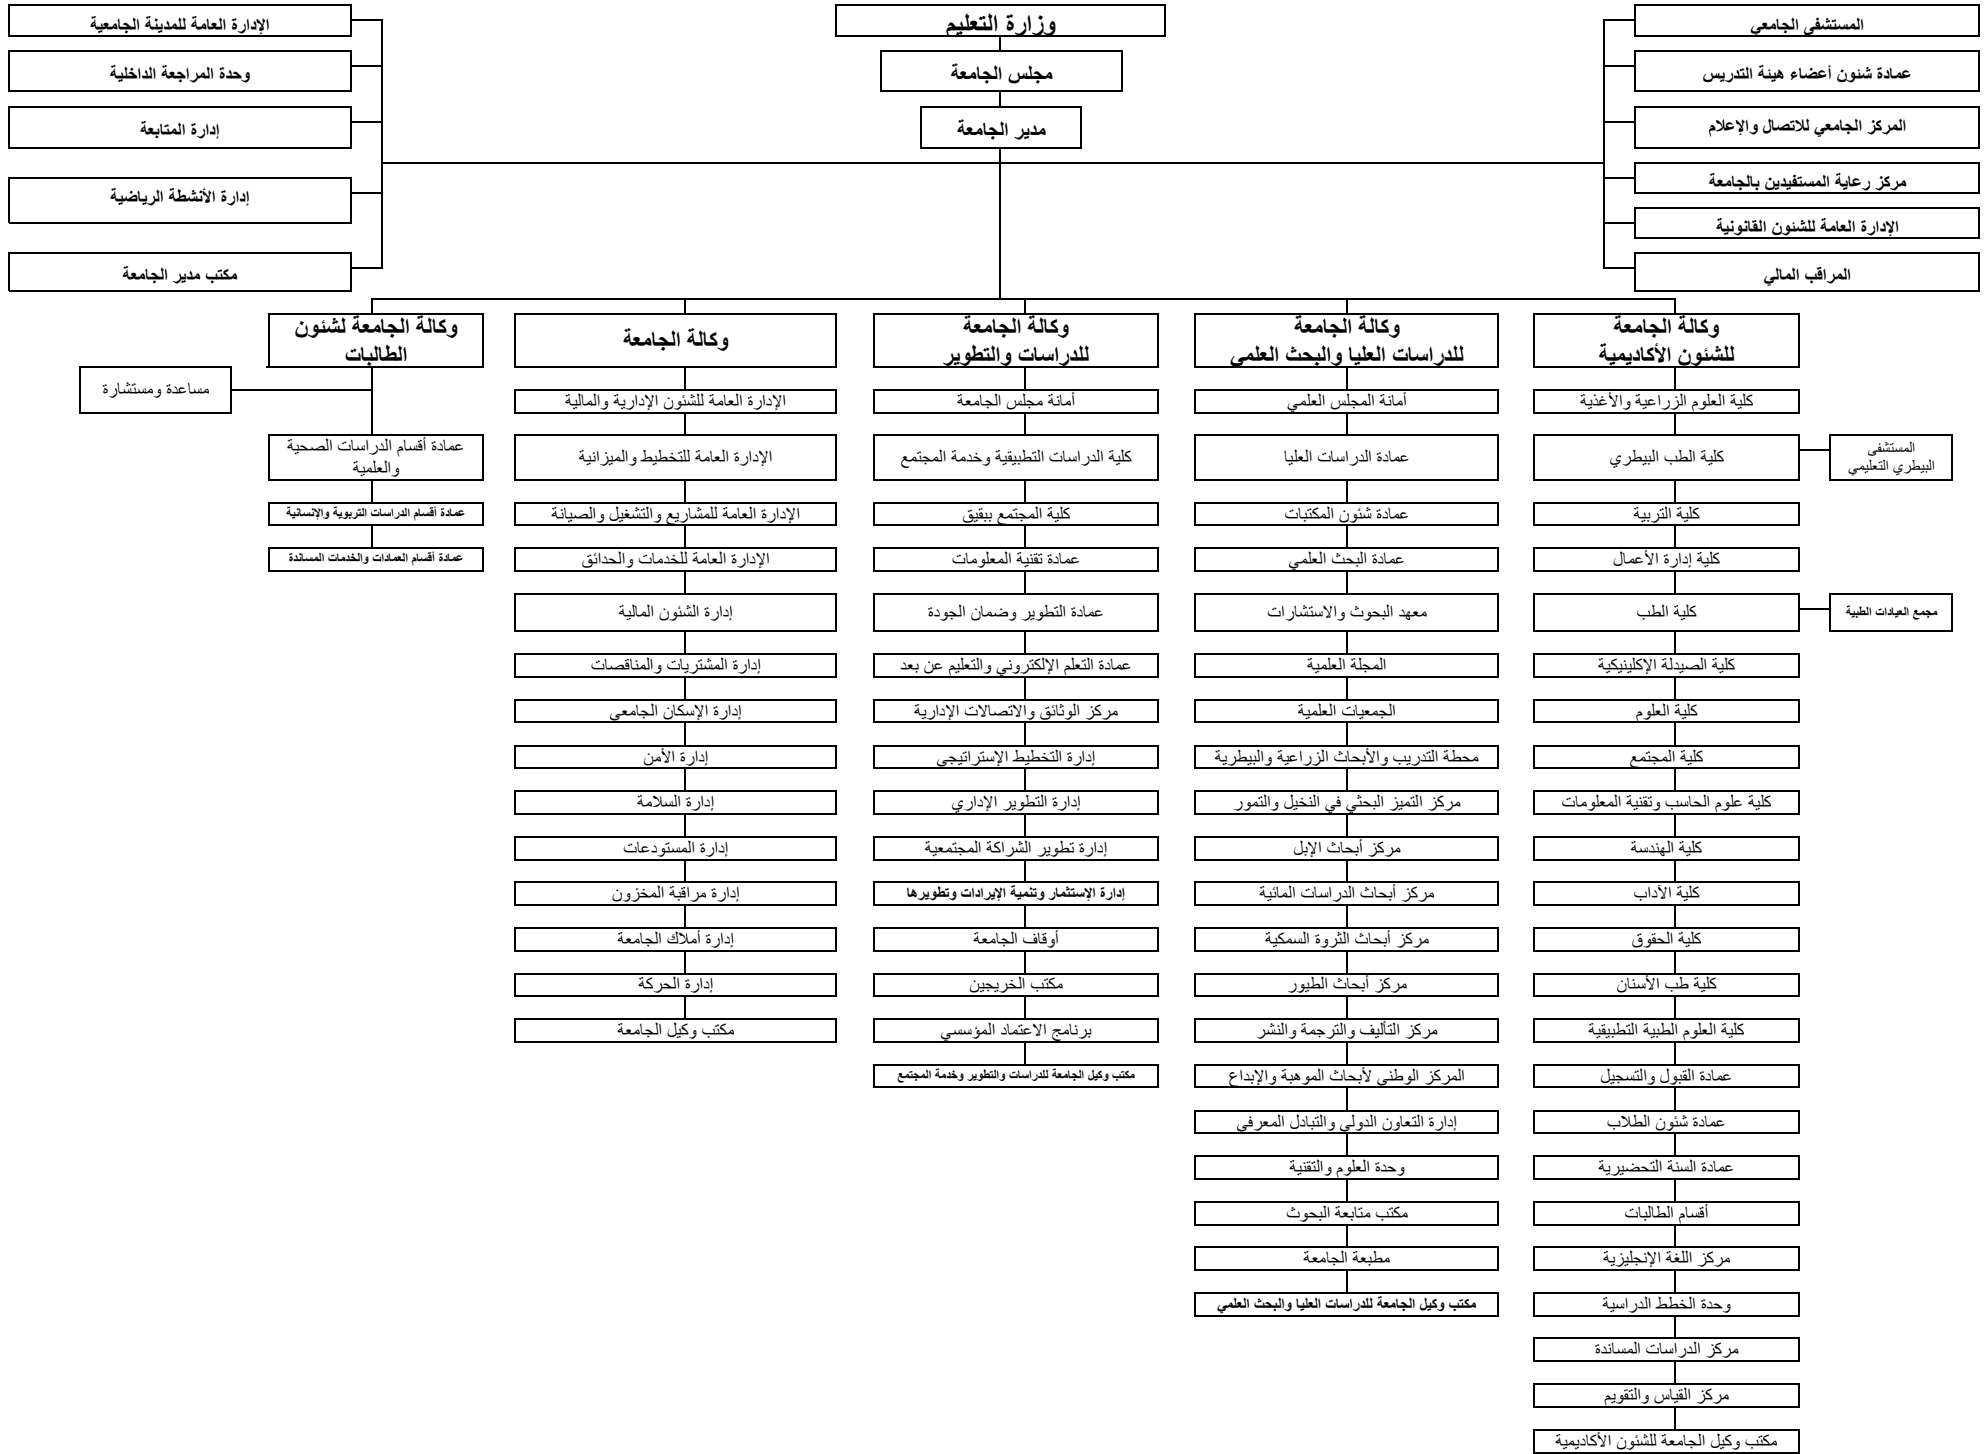 وزارة التعليم
مجلس الجامعة
مدير الجامعة
المستشفى الجامعي
عمادة شئون أعضاء هيئة التدريس
المركز الجامعي للاتصال والإعلام
مركز رعاية المستفيدين بالجامعة
الإدارة العامة للشئون القانونية
المراقب المالي
الإدارة العامة للمدينة الجامعية
وحدة المراجعة الداخلية
إدارة المتابعة
إدارة الأنشطة الرياضية
مكتب مدير الجامعة
وكالة الجامعة
للشئون الأكاديمية
كلية العلوم الزراعية والأغذية
كلية الطب البيطري
المستشفى
البيطري التعليمي
كلية التربية
كلية إدارة الأعمال
كلية الطب
مجمع العيادات الطبية
كلية الصيدلة الإكلينيكية
كلية العلوم
كلية المجتمع
كلية علوم الحاسب وتقنية المعلومات
كلية الهندسة
كلية الآداب
كلية الحقوق
كلية طب الأسنان
كلية العلوم الطبية التطبيقية
عمادة القبول والتسجيل
عمادة شئون الطلاب
عمادة السنة التحضيرية
أقسام الطالبات
مركز اللغة الإنجليزية
وحدة الخطط الدراسية
مركز الدراسات المساندة
مركز القياس والتقويم
مكتب وكيل الجامعة للشئون الأكاديمية
وكالة الجامعة
للدراسات العليا والبحث العلمي
أمانة المجلس العلمي
عمادة الدراسات العليا
عمادة شئون المكتبات
عمادة البحث العلمي
معهد البحوث والاستشارات
المجلة العلمية
الجمعيات العلمية
محطة التدريب والأبحاث الزراعية والبيطرية
مركز التميز البحثي في النخيل والتمور
مركز أبحاث الإبل
مركز أبحاث الدراسات المائية
مركز أبحاث الثروة السمكية
مركز أبحاث الطيور
مركز التأليف والترجمة والنشر
المركز الوطني لأبحاث الموهبة والإبداع
إدارة التعاون الدولي والتبادل المعرفي
وحدة العلوم والتقنية
مكتب متابعة البحوث
مطبعة الجامعة
مكتب وكيل الجامعة للدراسات العليا والبحث العلمي
وكالة الجامعة
للدراسات والتطوير
أمانة مجلس الجامعة
كلية الدراسات التطبيقية وخدمة المجتمع
كلية المجتمع ببقيق
عمادة تقنية المعلومات
عمادة التطوير وضمان الجودة
عمادة التعلم الإلكتروني والتعليم عن بعد
مركز الوثائق والاتصالات الإدارية
إدارة التخطيط الإستراتيجي
إدارة التطوير الإداري
إدارة تطوير الشراكة المجتمعية
إدارة الإستثمار وتنمية الإيرادات وتطويرها
أوقاف الجامعة
مكتب الخريجين
برنامج الاعتماد المؤسسي
مكتب وكيل الجامعة للدراسات والتطوير وخدمة المجتمع
وكالة الجامعة
الإدارة العامة للشئون الإدارية والمالية
الإدارة العامة للتخطيط والميزانية
الإدارة العامة للمشاريع والتشغيل والصيانة
الإدارة العامة للخدمات والحدائق
إدارة الشئون المالية
إدارة المشتريات والمناقصات
إدارة الإسكان الجامعي
إدارة الأمن
إدارة السلامة
إدارة المستودعات
إدارة مراقبة المخزون
إدارة أملاك الجامعة
إدارة الحركة
مكتب وكيل الجامعة
وكالة الجامعة لشئون
الطالبات
مساعدة ومستشارة
عمادة أقسام الدراسات الصحية
والعلمية
عمادة أقسام الدراسات التربوية والإنسانية
عمادة أقسام العمادات والخدمات المساندة